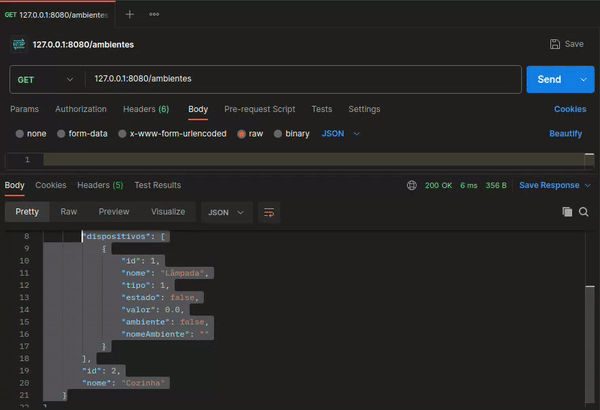 GET 127.0.0.1:8080/ambientes
127.0.0.1:8080/ambientes Save
GET 127.0.0.1:8080/ambientes Send
Params Authorization Headers (6) Body Pre-request Script Tests Settings Cookies
none form-data x-www-form-urlencoded raw binary JSON Beautify
1
Body Cookies Headers (5) Test Results 200 OK 6 ms 356 B Save Response
Pretty Raw Preview Visualize JSON
8 "dispositivos": [
9 {
10 "id": 1,
11 "nome": "Lâmpada",
12 "tipo": 1,
13 "estado": false,
14 "valor": 0.0,
15 "ambiente": false,
16 "nomeAmbiente": ""
17 }
18 ],
19 "id": 2,
20 "nome": "Cozinha"
21 }